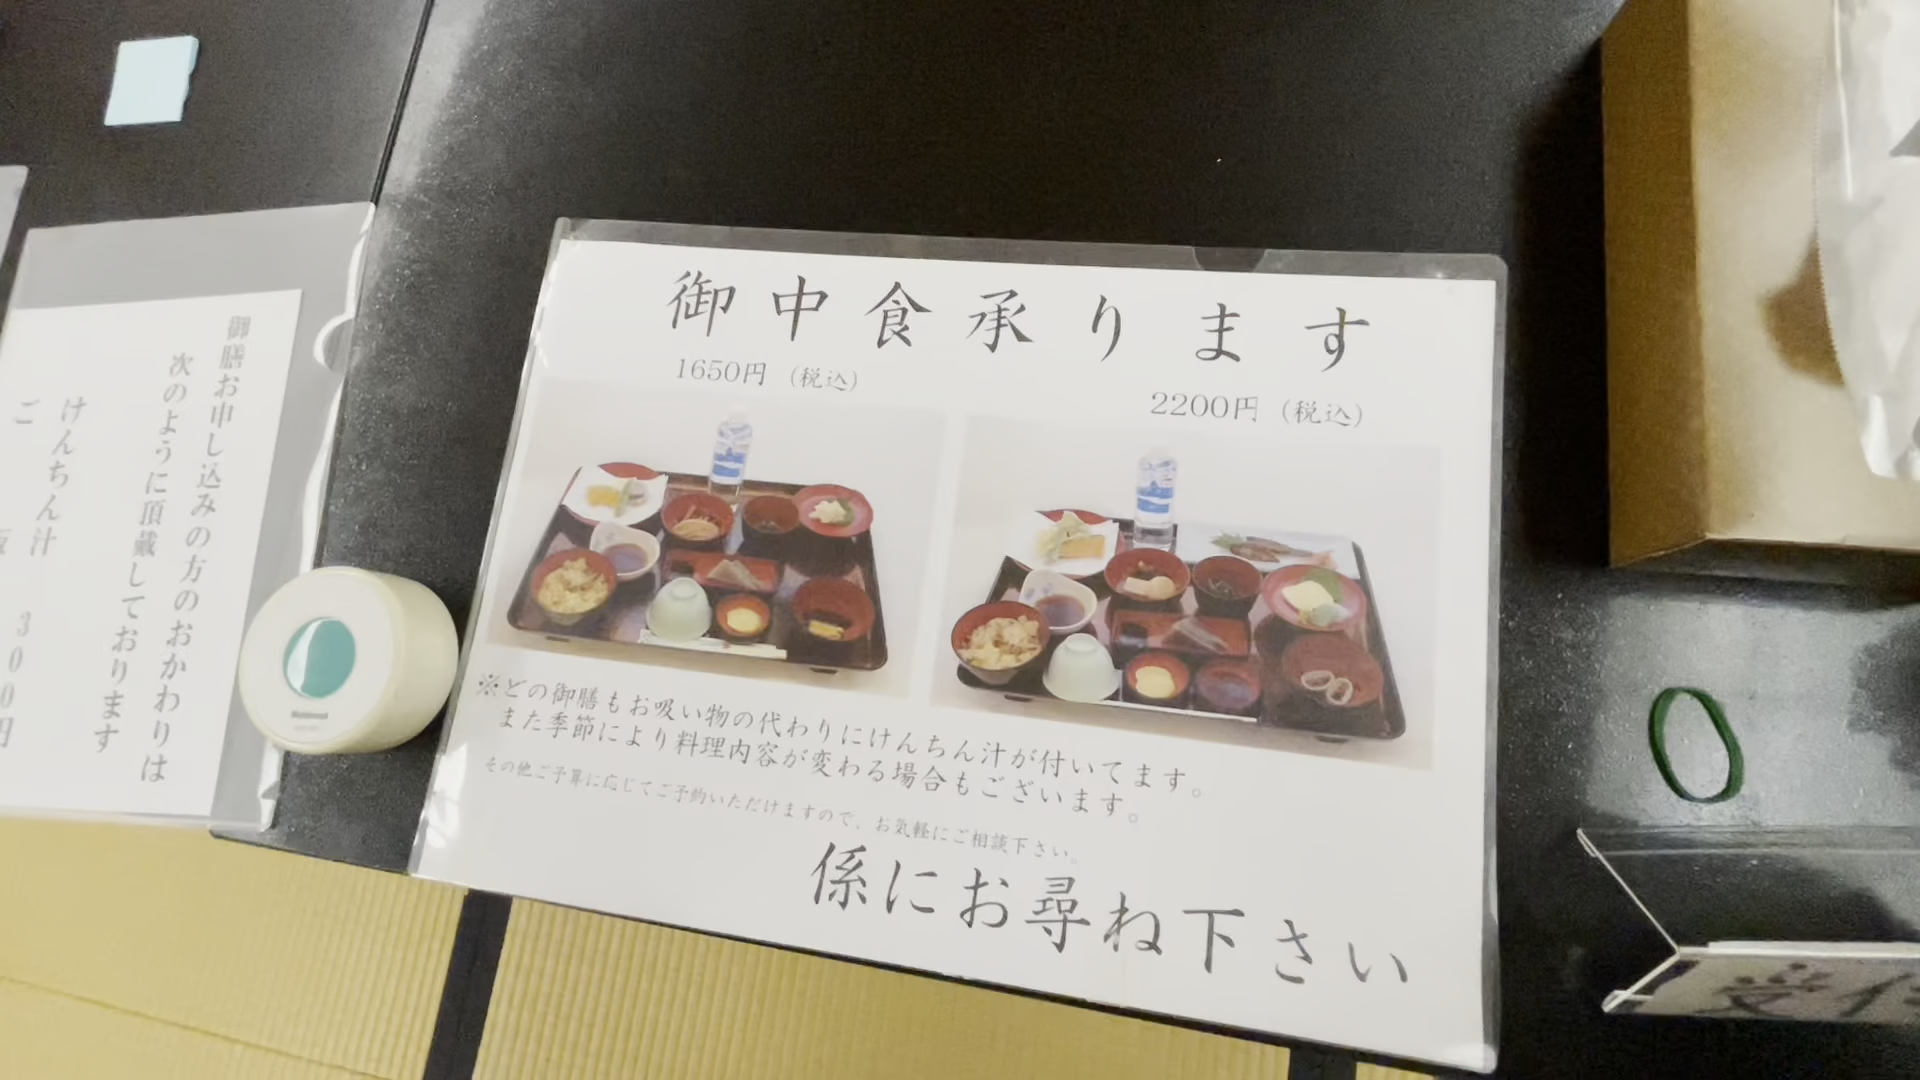 御中食承ります
1650円（税込）
2200円（税込）
※どの御膳もお吸い物の代わりにけんちん汁が付いてます。
また季節により料理内容が変わる場合もございます。
その他ご予算に応じてご予約いただけますので、お気軽にご相談下さい。
係にお尋ね下さい
御膳お申し込みの方のおかわりは
次のように頂戴しております
けんちん汁
300円
ご
National